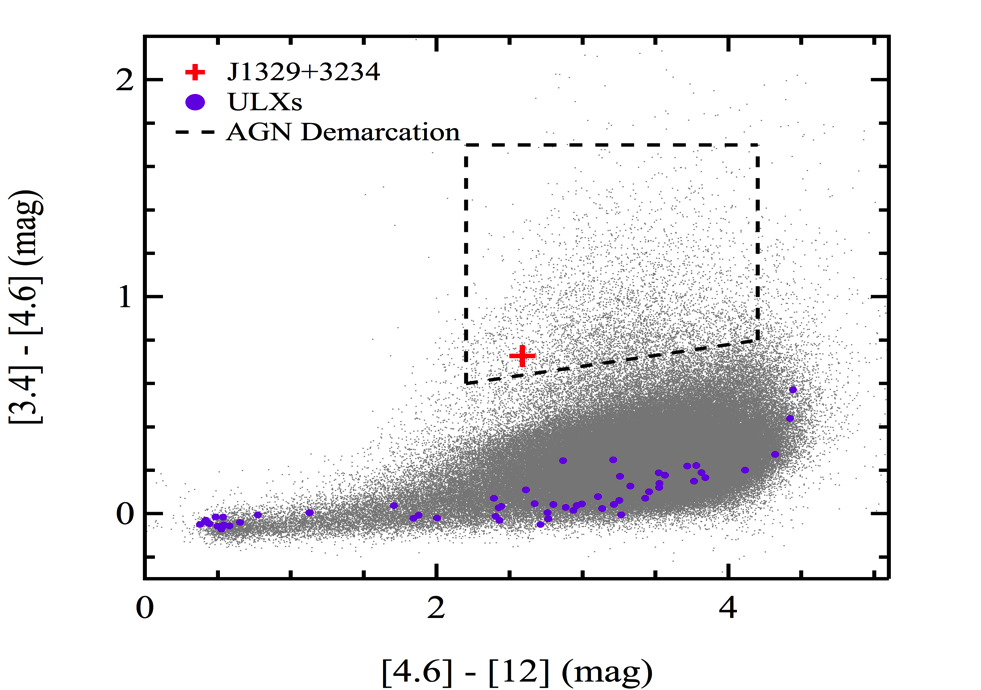 2
1
0
[3.4] - [4.6] (mag)
J1329+3234
ULXs
AGN Demarcation
0 2 4
[4.6] - [12] (mag)